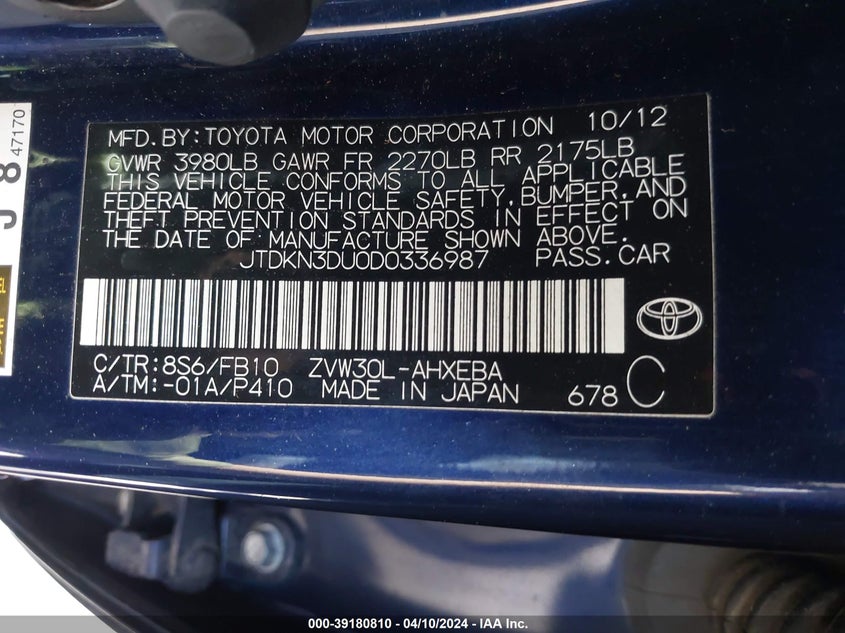 47170
J 8
MFD.BY:TOYOTA MOTOR CORPORATION 10/12
GVWR 3980LB GAWR FR 2270LB RR 2175LB
THIS VEHICLE CONFORMS TO ALL APPLICABLE
FEDERAL MOTOR VEHICLE SAFETY,BUMPER,AND
THEFT PREVENTION STANDARDS IN EFFECT ON
THE DATE OF MANUFACTURE SHOWN ABOVE.
JTDKN3DU0D0336987 PASS.CAR
C/TR:8S6/FB10 ZVW30L-AHXEBA
A/TM:-01A/P410 MADE IN JAPAN 678 C
000-39180810 - 04/10/2024 - IAA Inc.